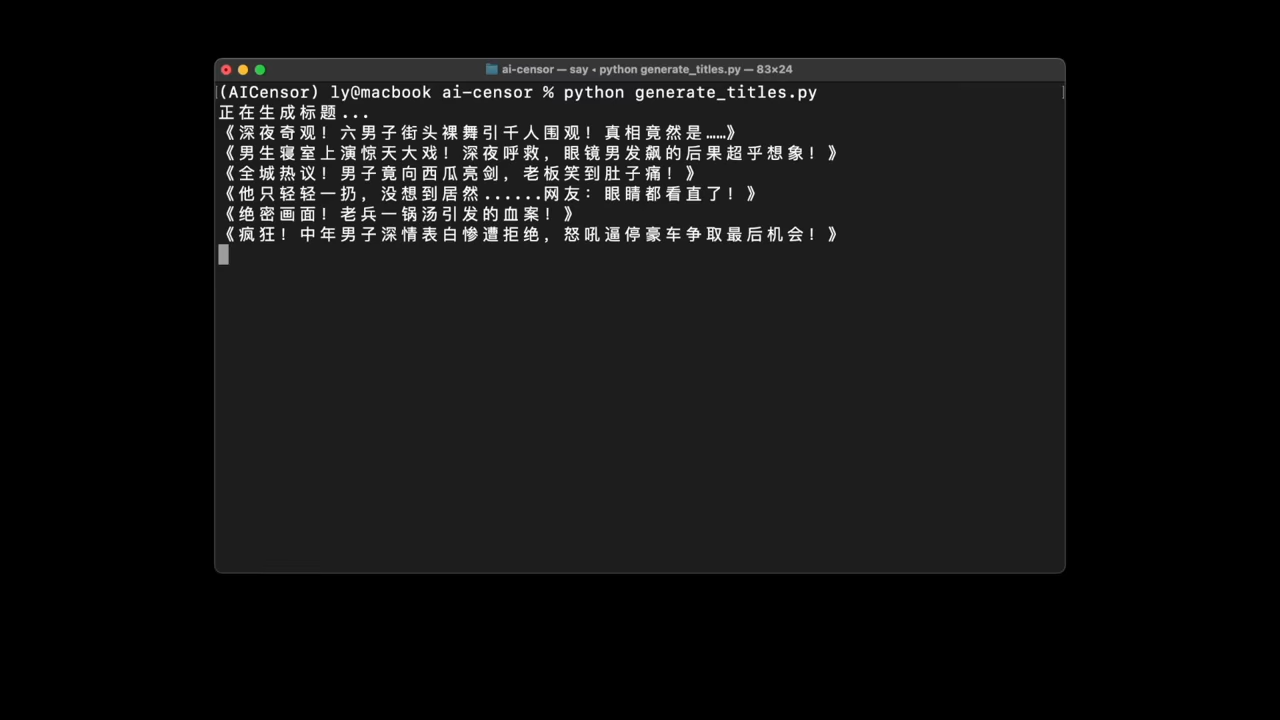 ai-censor — say • python generate_titles.py — 83×24
(AICensor) ly@macbook ai-censor % python generate_titles.py
正在生成标题...
《深夜奇观！六男子街头裸舞引千人围观！真相竟然是……》
《男生寝室上演惊天大戏！深夜呼救，眼镜男发飙的后果超乎想象！》
《全城热议！男子竟向西瓜亮剑，老板笑到肚子痛！》
《他只轻轻一扔，没想到居然......网友：眼睛都看直了！》
《绝密画面！老兵一锅汤引发的血案！》
《疯狂！中年男子深情表白惨遭拒绝，怒吼逼停豪车争取最后机会！》